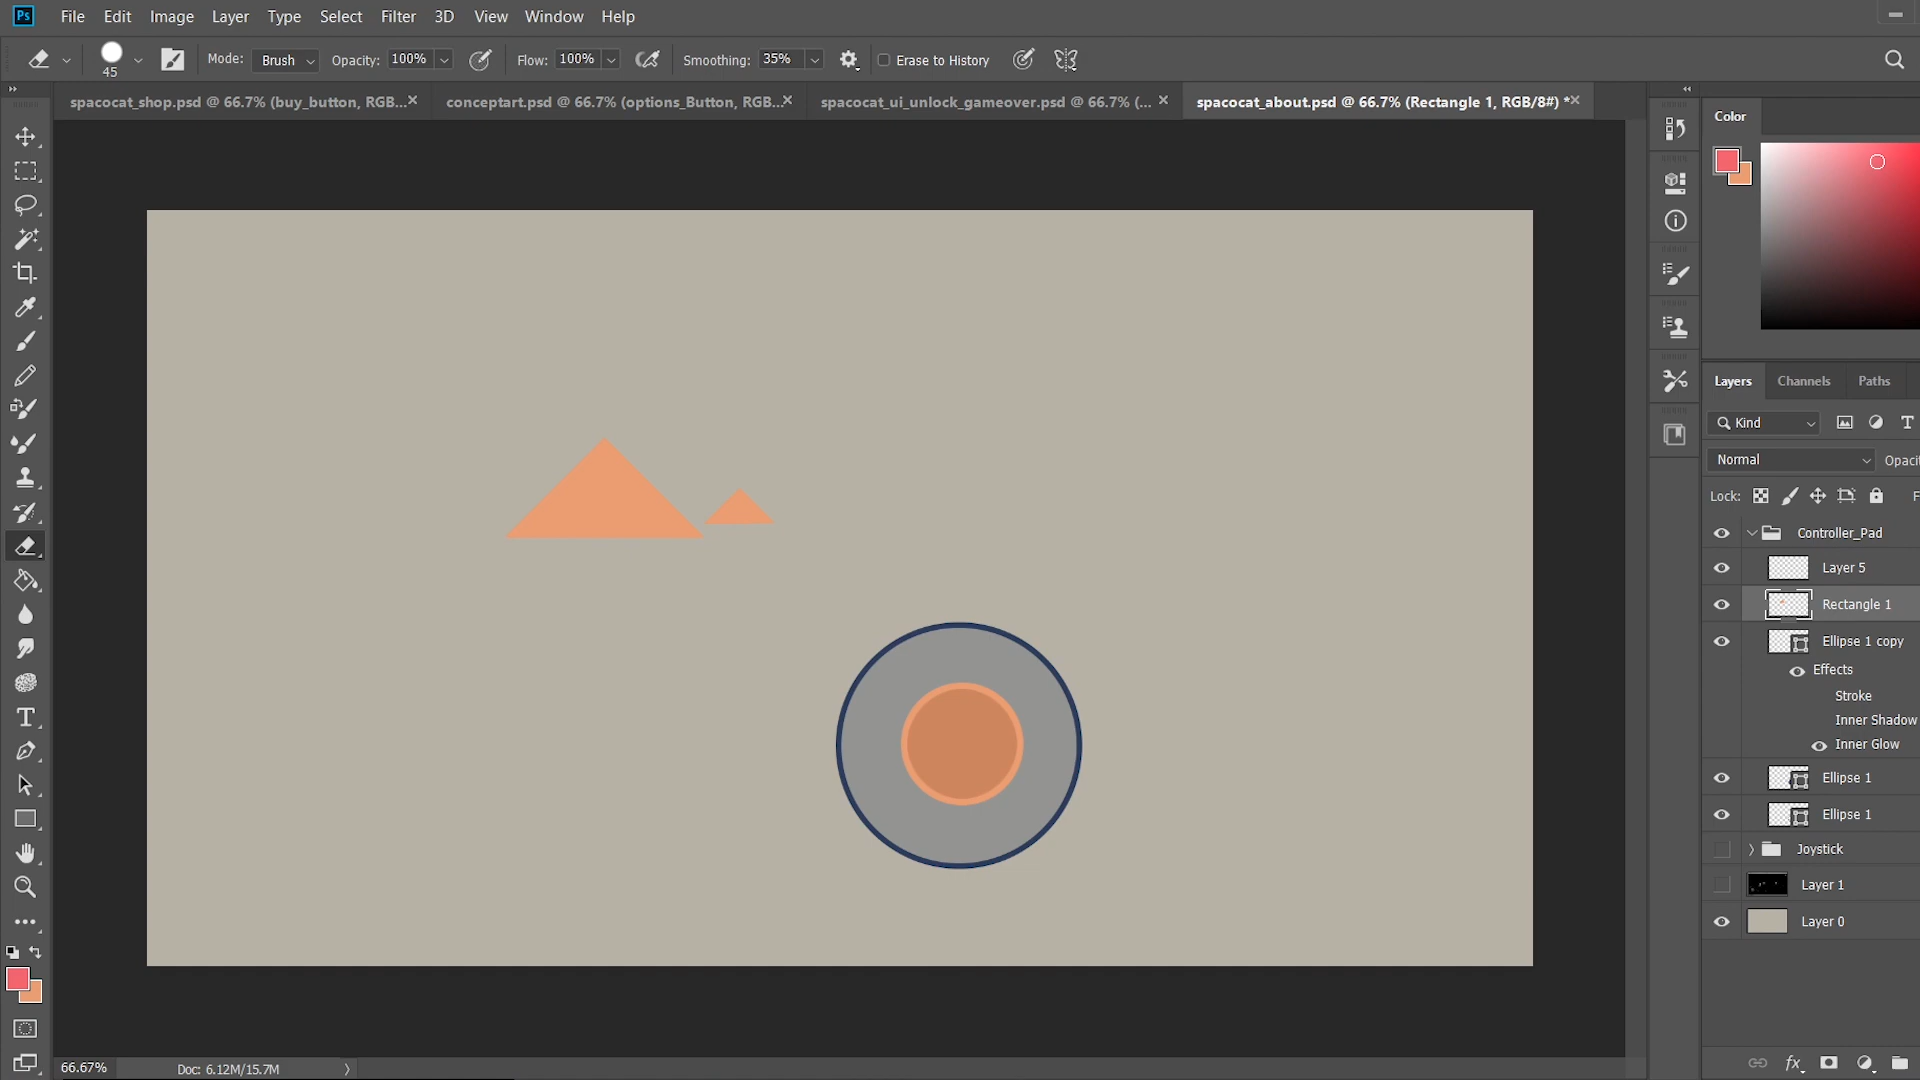 Ps File Edit Image Layer Type Select Filter 3D View Window Help
45 Mode: Brush Opacity: 100% Flow: 100% Smoothing: 35% Erase to History
spacocat_shop.psd @ 66.7% (buy_button, RGB... conceptart.psd @ 66.7% (options_Button, RGB... spacocat_ui_unlock_gameover.psd @ 66.7% (... spacocat_about.psd @ 66.7% (Rectangle 1, RGB/8#) *
Color
Layers Channels Paths
Kind
Normal Opaci
Lock: F
Controller_Pad
Layer 5
Rectangle 1
Ellipse 1 copy
Effects
Stroke
Inner Shadow
Inner Glow
Ellipse 1
Ellipse 1
Joystick
Layer 1
Layer 0
66.67% Doc: 6.12M/15.7M
fx